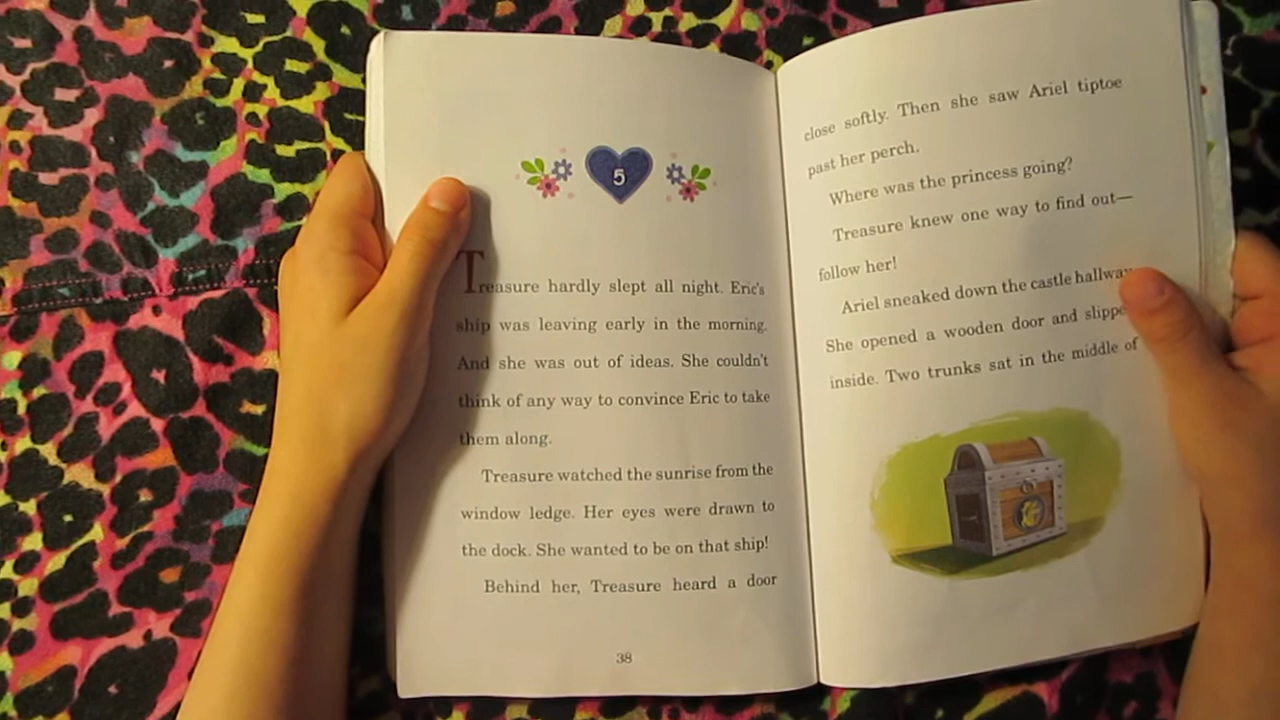 5
Treasure hardly slept all night. Eric's
ship was leaving early in the morning.
And she was out of ideas. She couldn't
think of any way to convince Eric to take
them along.
Treasure watched the sunrise from the
window ledge. Her eyes were drawn to
the dock. She wanted to be on that ship!
Behind her, Treasure heard a door
38
close softly. Then she saw Ariel tiptoe
past her perch.
Where was the princess going?
Treasure knew one way to find out—
follow her!
Ariel sneaked down the castle hallway
She opened a wooden door and slippe
inside. Two trunks sat in the middle of